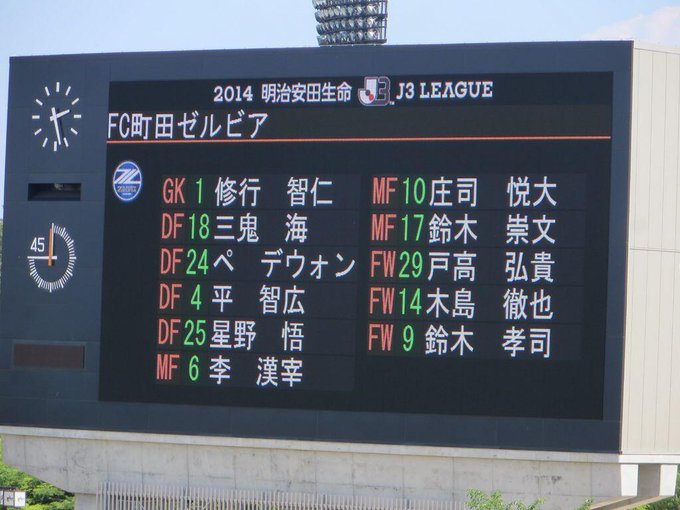 2014 明治安田生命 J3 LEAGUE
FC町田ゼルビア
GK 1 修行 智仁
DF 18 三鬼 海
DF 24 ペ デウォン
DF 4 平 智広
DF 25 星野 悟
MF 6 李 漢宰
MF 10 庄司 悦大
MF 17 鈴木 崇文
FW 29 戸高 弘貴
FW 14 木島 徹也
FW 9 鈴木 孝司
45